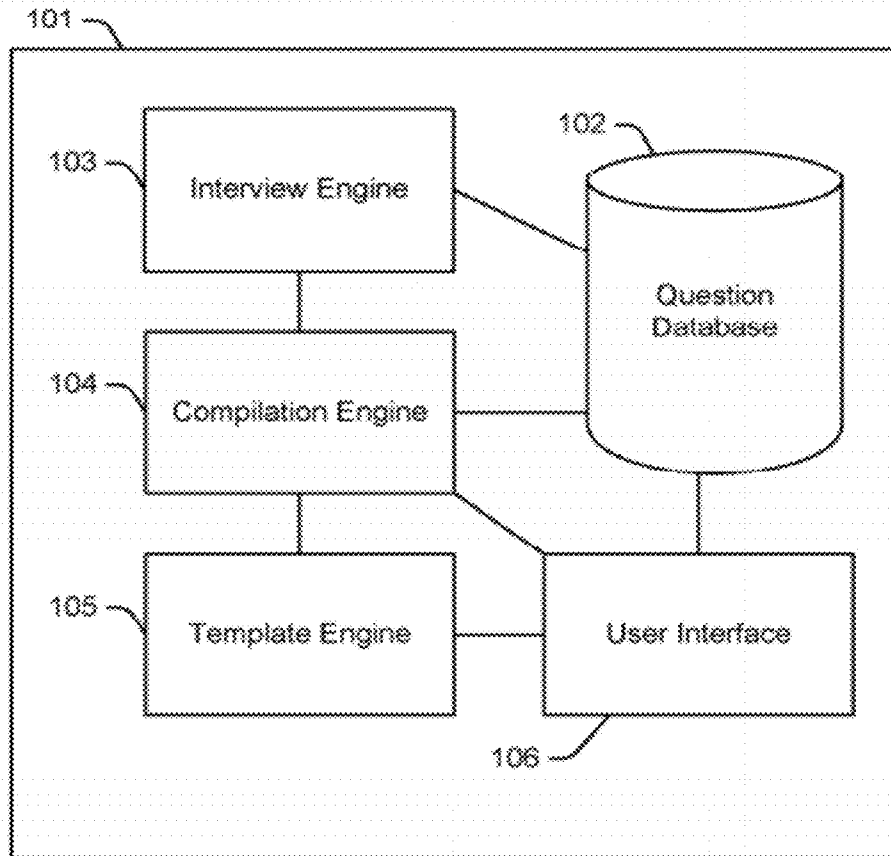 101
102
103
Interview Engine
Question
Database
104
Compilation Engine
105
Template Engine
User Interface
106